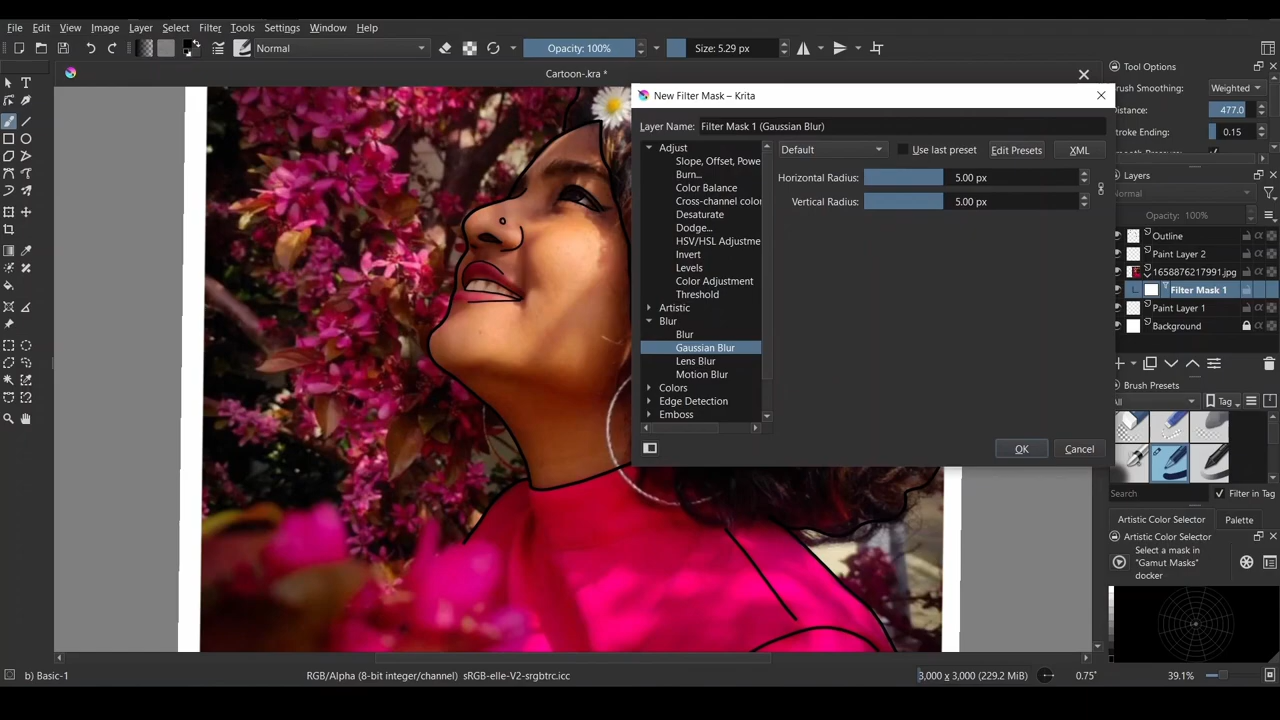 File Edit View Image Layer Select Filter Tools Settings Window Help
Normal Opacity: 100% Size: 5.29 px
Cartoon-.kra *
New Filter Mask – Krita
Layer Name: Filter Mask 1 (Gaussian Blur)
Adjust
Slope, Offset, Powe
Burn...
Color Balance
Cross-channel color
Desaturate
Dodge...
HSV/HSL Adjustme
Invert
Levels
Color Adjustment
Threshold
Artistic
Blur
Blur
Gaussian Blur
Lens Blur
Motion Blur
Colors
Edge Detection
Emboss
Default Use last preset Edit Presets XML
Horizontal Radius: 5.00 px
Vertical Radius: 5.00 px
OK Cancel
Tool Options
Brush Smoothing: Weighted
Distance: 477.0
Stroke Ending: 0.15
Layers
Normal
Opacity: 100%
Outline
Paint Layer 2
1658876217991.jpg
Filter Mask 1
Paint Layer 1
Background
Brush Presets
All Tag
Search Filter in Tag
Artistic Color Selector Palette
Artistic Color Selector
Select a mask in
"Gamut Masks"
docker
b) Basic-1 RGB/Alpha (8-bit integer/channel) sRGB-elle-V2-srgbtrc.icc 3,000 x 3,000 (229.2 MiB) 0.75° 39.1%